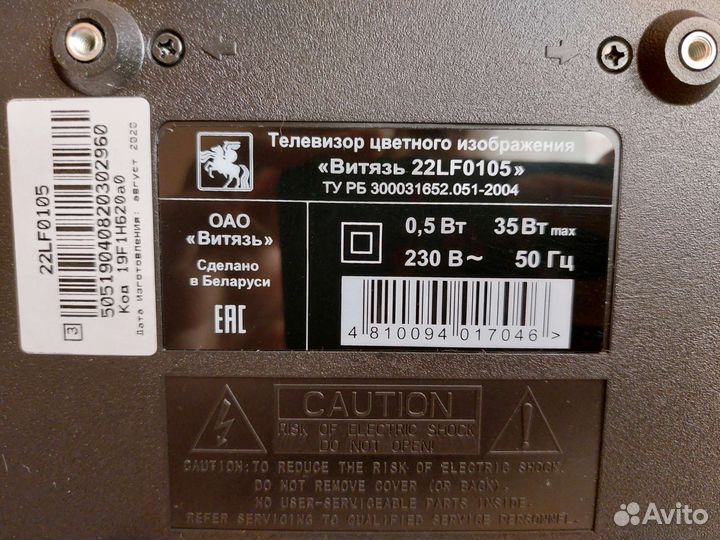 22LF0105
50519040820302960
Код 19F1H620a0
Дата изготовления: август 2020
3
Телевизор цветного изображения
«Витязь 22LF0105»
ТУ РБ 300031652.051-2004
ОАО
«Витязь»
Сделано
в Беларуси
EAC
0,5 Вт 35 Вт max
230 В ~ 50 Гц
4 810094 017046 >
CAUTION
RISK OF ELECTRIC SHOCK
DO NOT OPEN!
CAUTION: TO REDUCE THE RISK OF ELECTRIC SHOCK.
DO NOT REMOVE COVER (OR BACK).
NO USER-SERVICEABLE PARTS INSIDE.
REFER SERVICING TO QUALIFIED SERVICE PERSONNEL.
Avito